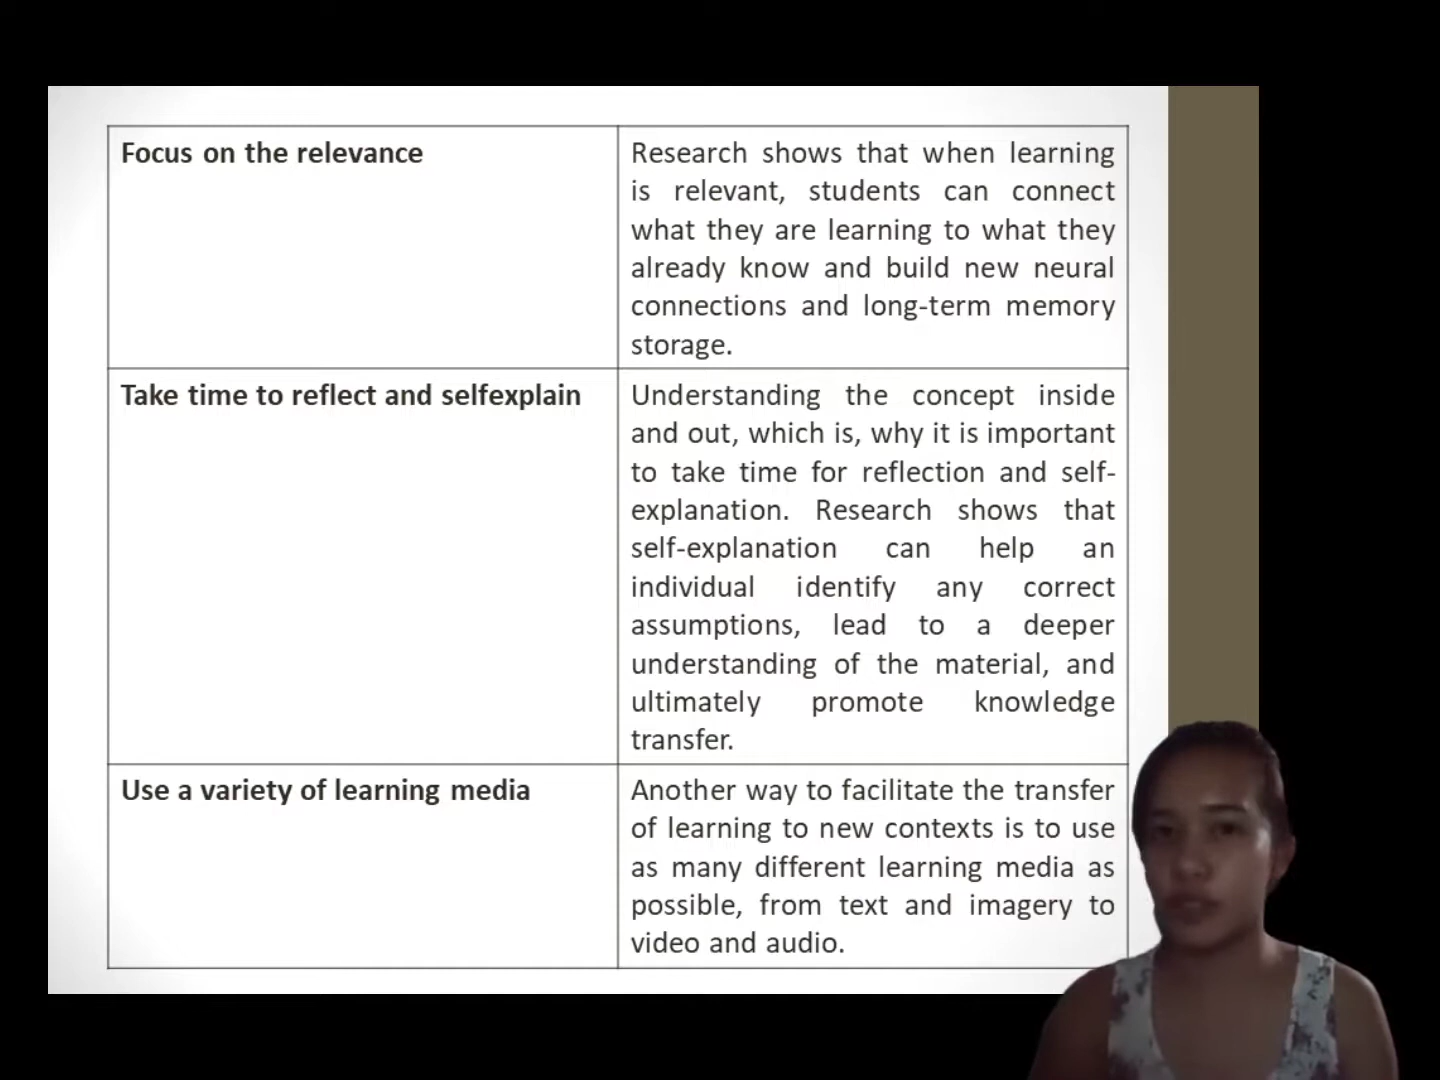 Focus on the relevance
Research shows that when learning
is relevant, students can connect
what they are learning to what they
already know and build new neural
connections and long-term memory
storage.
Take time to reflect and selfexplain
Understanding the concept inside
and out, which is, why it is important
to take time for reflection and self-
explanation. Research shows that
self-explanation can help an
individual identify any correct
assumptions, lead to a deeper
understanding of the material, and
ultimately promote knowledge
transfer.
Use a variety of learning media
Another way to facilitate the transfer
of learning to new contexts is to use
as many different learning media as
possible, from text and imagery to
video and audio.